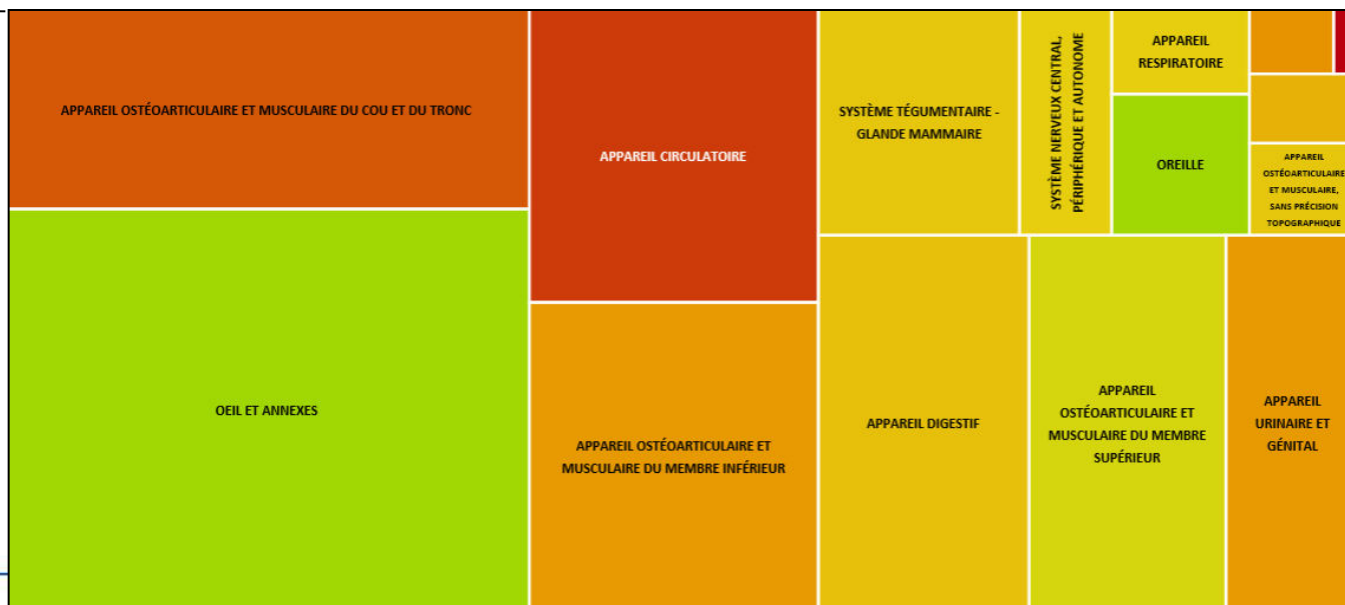 APPAREIL OSTÉOARTICULAIRE ET MUSCULAIRE DU COU ET DU TRONC
OEIL ET ANNEXES
APPAREIL CIRCULATOIRE
APPAREIL OSTÉOARTICULAIRE ET
MUSCULAIRE DU MEMBRE INFÉRIEUR
SYSTÈME TÉGUMENTAIRE -
GLANDE MAMMAIRE
SYSTÈME NERVEUX CENTRAL,
PÉRIPHÉRIQUE ET AUTONOME
APPAREIL
RESPIRATOIRE
OREILLE
APPAREIL
OSTÉOARTICULAIRE
ET MUSCULAIRE,
SANS PRÉCISION
TOPOGRAPHIQUE
APPAREIL DIGESTIF
APPAREIL
OSTÉOARTICULAIRE ET
MUSCULAIRE DU MEMBRE
SUPÉRIEUR
APPAREIL
URINAIRE ET
GÉNITAL